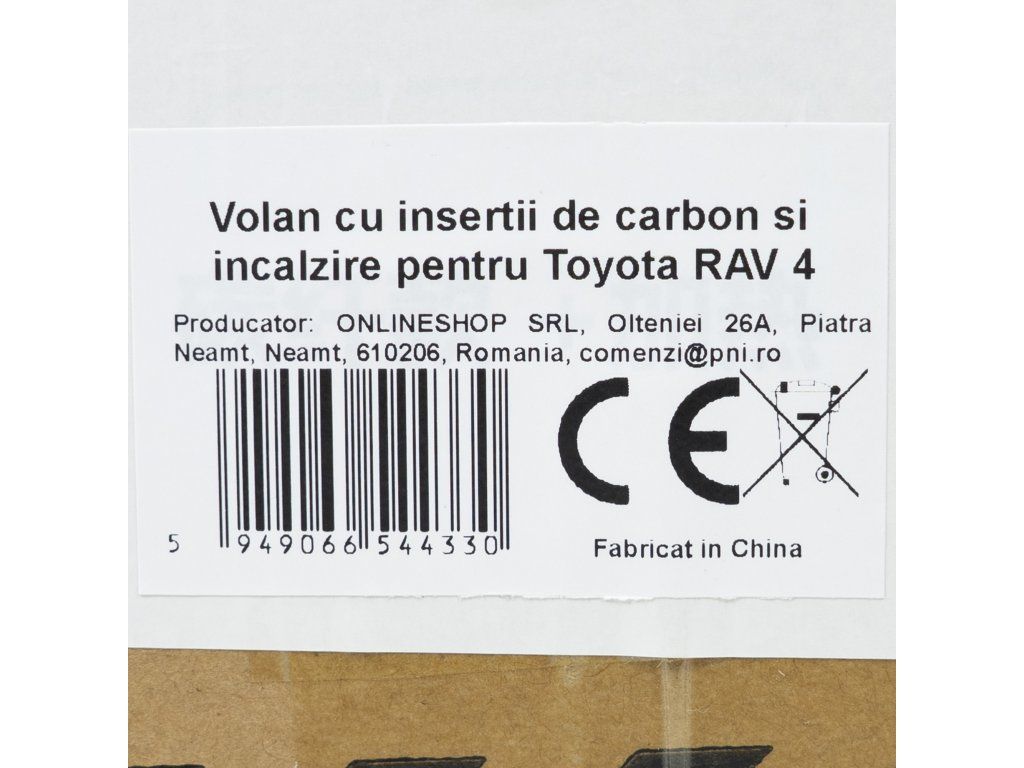 Volan cu insertii de carbon si
incalzire pentru Toyota RAV 4
Producator: ONLINESHOP SRL, Olteniei 26A, Piatra
Neamt, Neamt, 610206, Romania, comenzi@pni.ro
CE
5 949066 544330
Fabricat in China